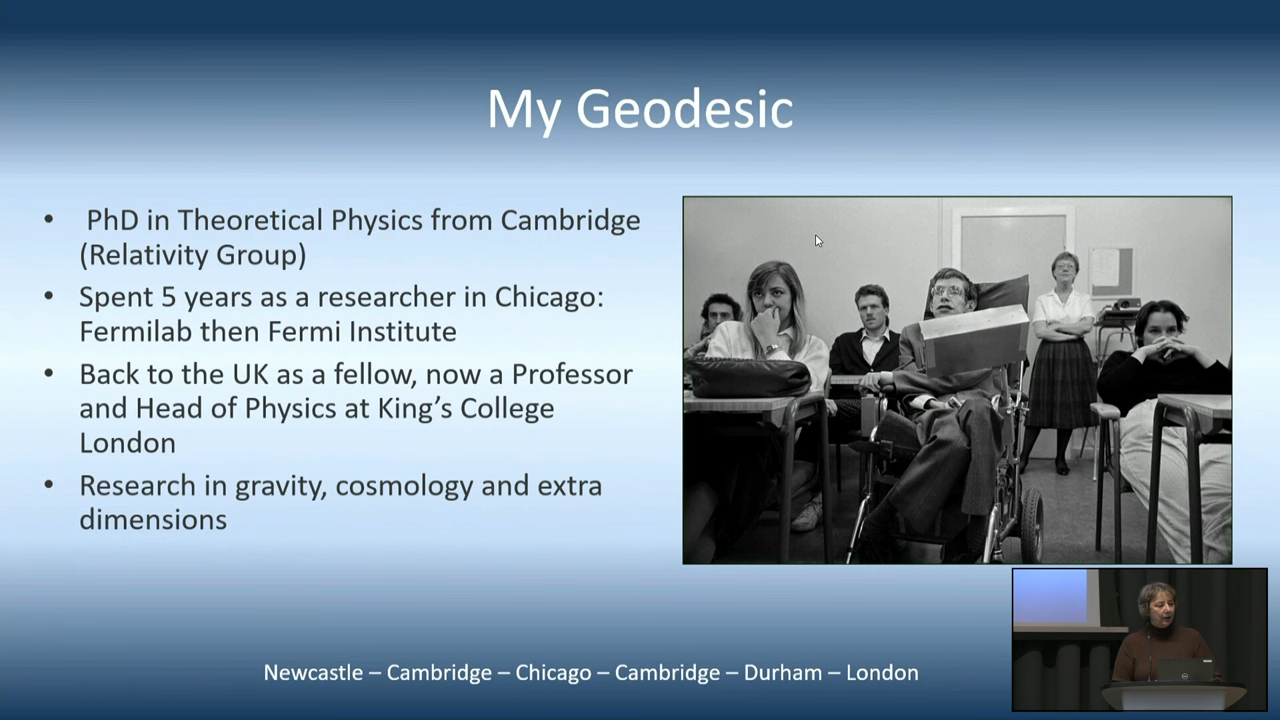 My Geodesic
• PhD in Theoretical Physics from Cambridge
(Relativity Group)
• Spent 5 years as a researcher in Chicago:
Fermilab then Fermi Institute
• Back to the UK as a fellow, now a Professor
and Head of Physics at King’s College
London
• Research in gravity, cosmology and extra
dimensions
Newcastle – Cambridge – Chicago – Cambridge – Durham – London